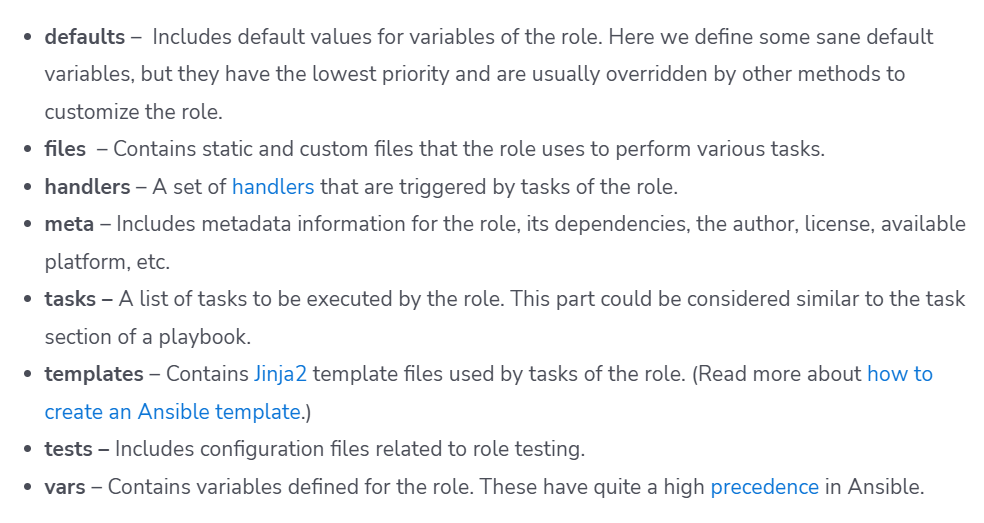 • defaults – Includes default values for variables of the role. Here we define some sane default
variables, but they have the lowest priority and are usually overridden by other methods to
customize the role.
• files – Contains static and custom files that the role uses to perform various tasks.
• handlers – A set of handlers that are triggered by tasks of the role.
• meta – Includes metadata information for the role, its dependencies, the author, license, available
platform, etc.
• tasks – A list of tasks to be executed by the role. This part could be considered similar to the task
section of a playbook.
• templates – Contains Jinja2 template files used by tasks of the role. (Read more about how to
create an Ansible template.)
• tests – Includes configuration files related to role testing.
• vars – Contains variables defined for the role. These have quite a high precedence in Ansible.